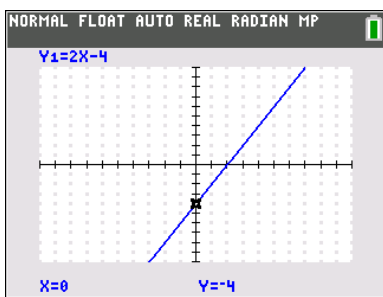 NORMAL FLOAT AUTO REAL RADIAN MP
Y₁=2X-4
X=0 Y=⁻4